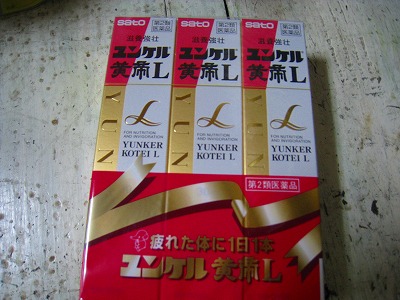 sato 第2類医薬品 sato 第2類医薬品 sato 第2類医薬品
滋養強壮 滋養強壮 滋養強壮
ユンケル ユンケル ユンケル
黄帝L 黄帝L 黄帝L
L L
FOR NUTRITION AND INVIGORATION FOR NUTRITION AND INVIGORATION FOR NUTRITION AND INVIGORATION
YUNKER KOTEI L YUNKER KOTEI L YUNKER KOTEI L
第2類医薬品
疲れた体に1日1本
ユンケル 黄帝L